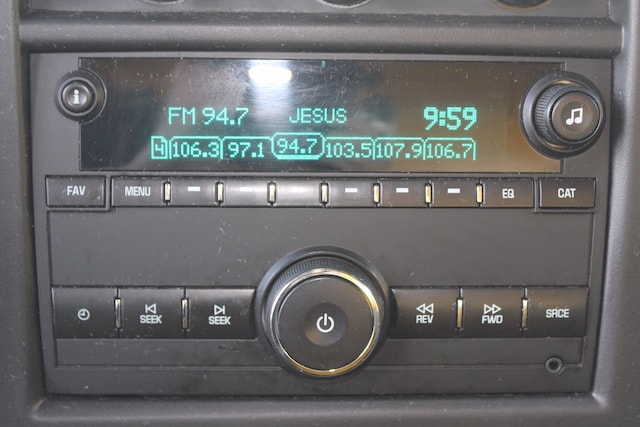 i
FM 94.7 JESUS 9:59
4 106.3 97.1 94.7 103.5 107.9 106.7
FAV MENU EQ CAT
SEEK SEEK REV FWD SRCE